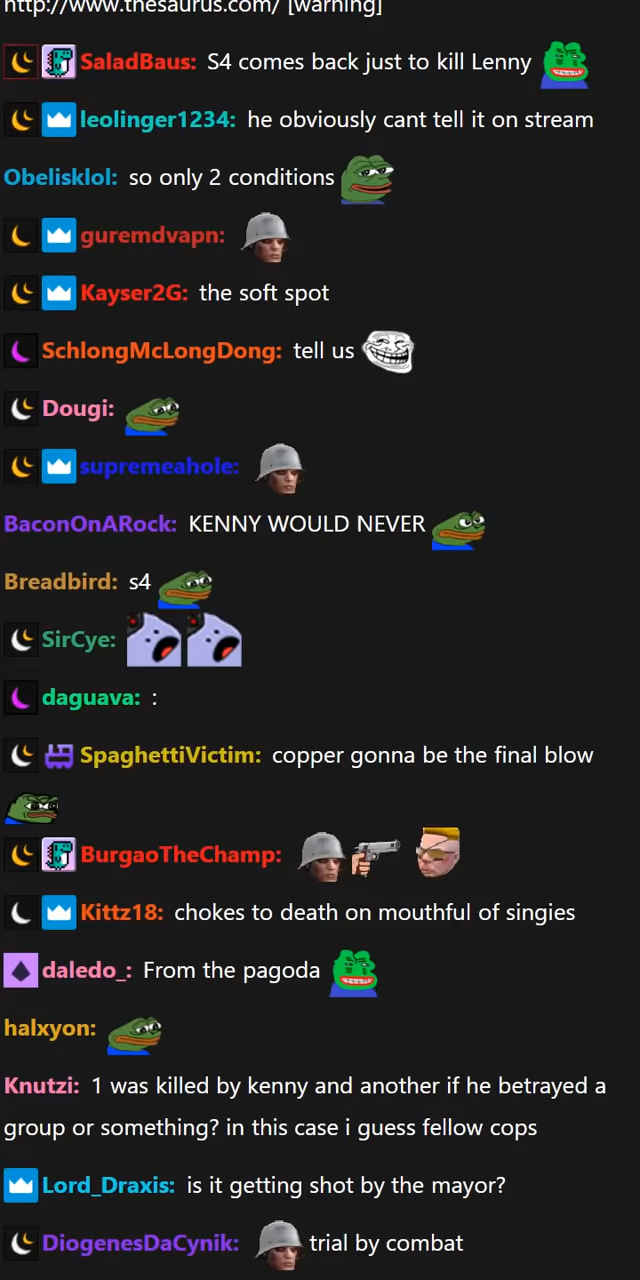 http://www.thesaurus.com/ [warning]
SaladBaus: S4 comes back just to kill Lenny
leolinger1234: he obviously cant tell it on stream
Obelisklol: so only 2 conditions
guremdvapn:
Kayser2G: the soft spot
SchlongMcLongDong: tell us
Dougi:
supremeahole:
BaconOnARock: KENNY WOULD NEVER
Breadbird: s4
SirCye:
daguava: :
SpaghettiVictim: copper gonna be the final blow
BurgaoTheChamp:
Kittz18: chokes to death on mouthful of singies
daledo_: From the pagoda
halxyon:
Knutzi: 1 was killed by kenny and another if he betrayed a
group or something? in this case i guess fellow cops
Lord_Draxis: is it getting shot by the mayor?
DiogenesDaCynik: trial by combat